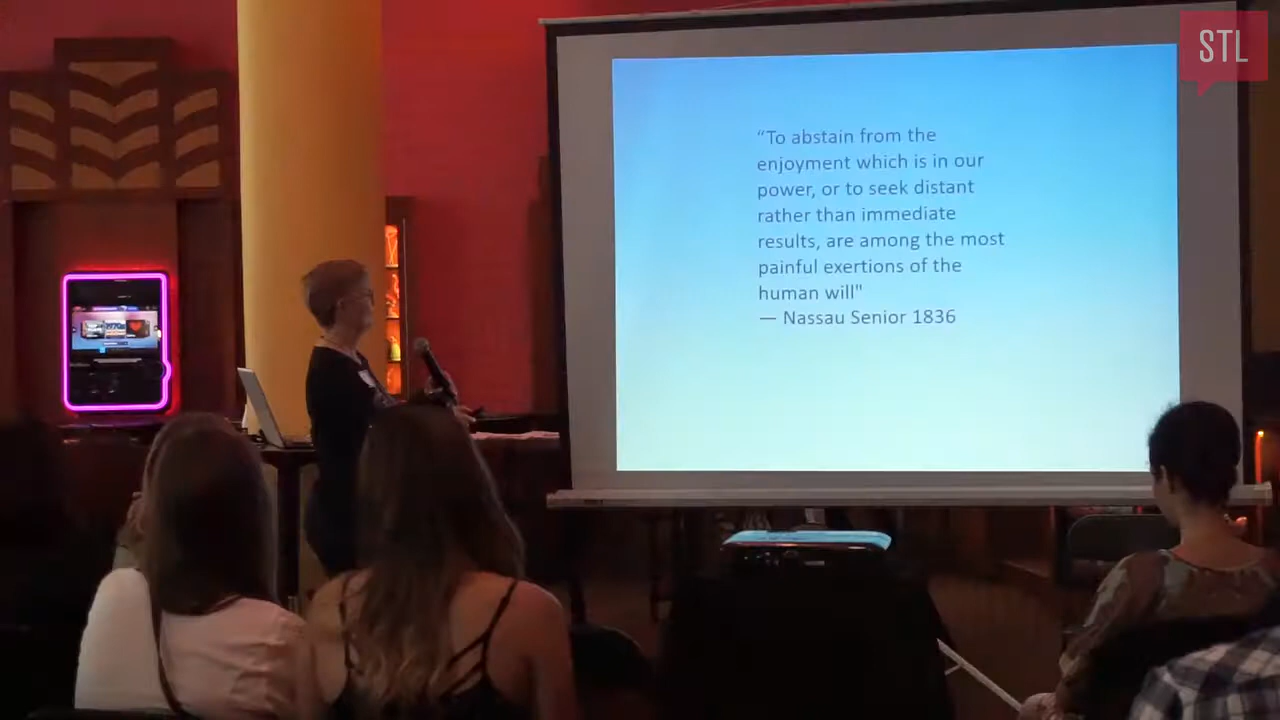 STL
“To abstain from the
enjoyment which is in our
power, or to seek distant
rather than immediate
results, are among the most
painful exertions of the
human will"
— Nassau Senior 1836